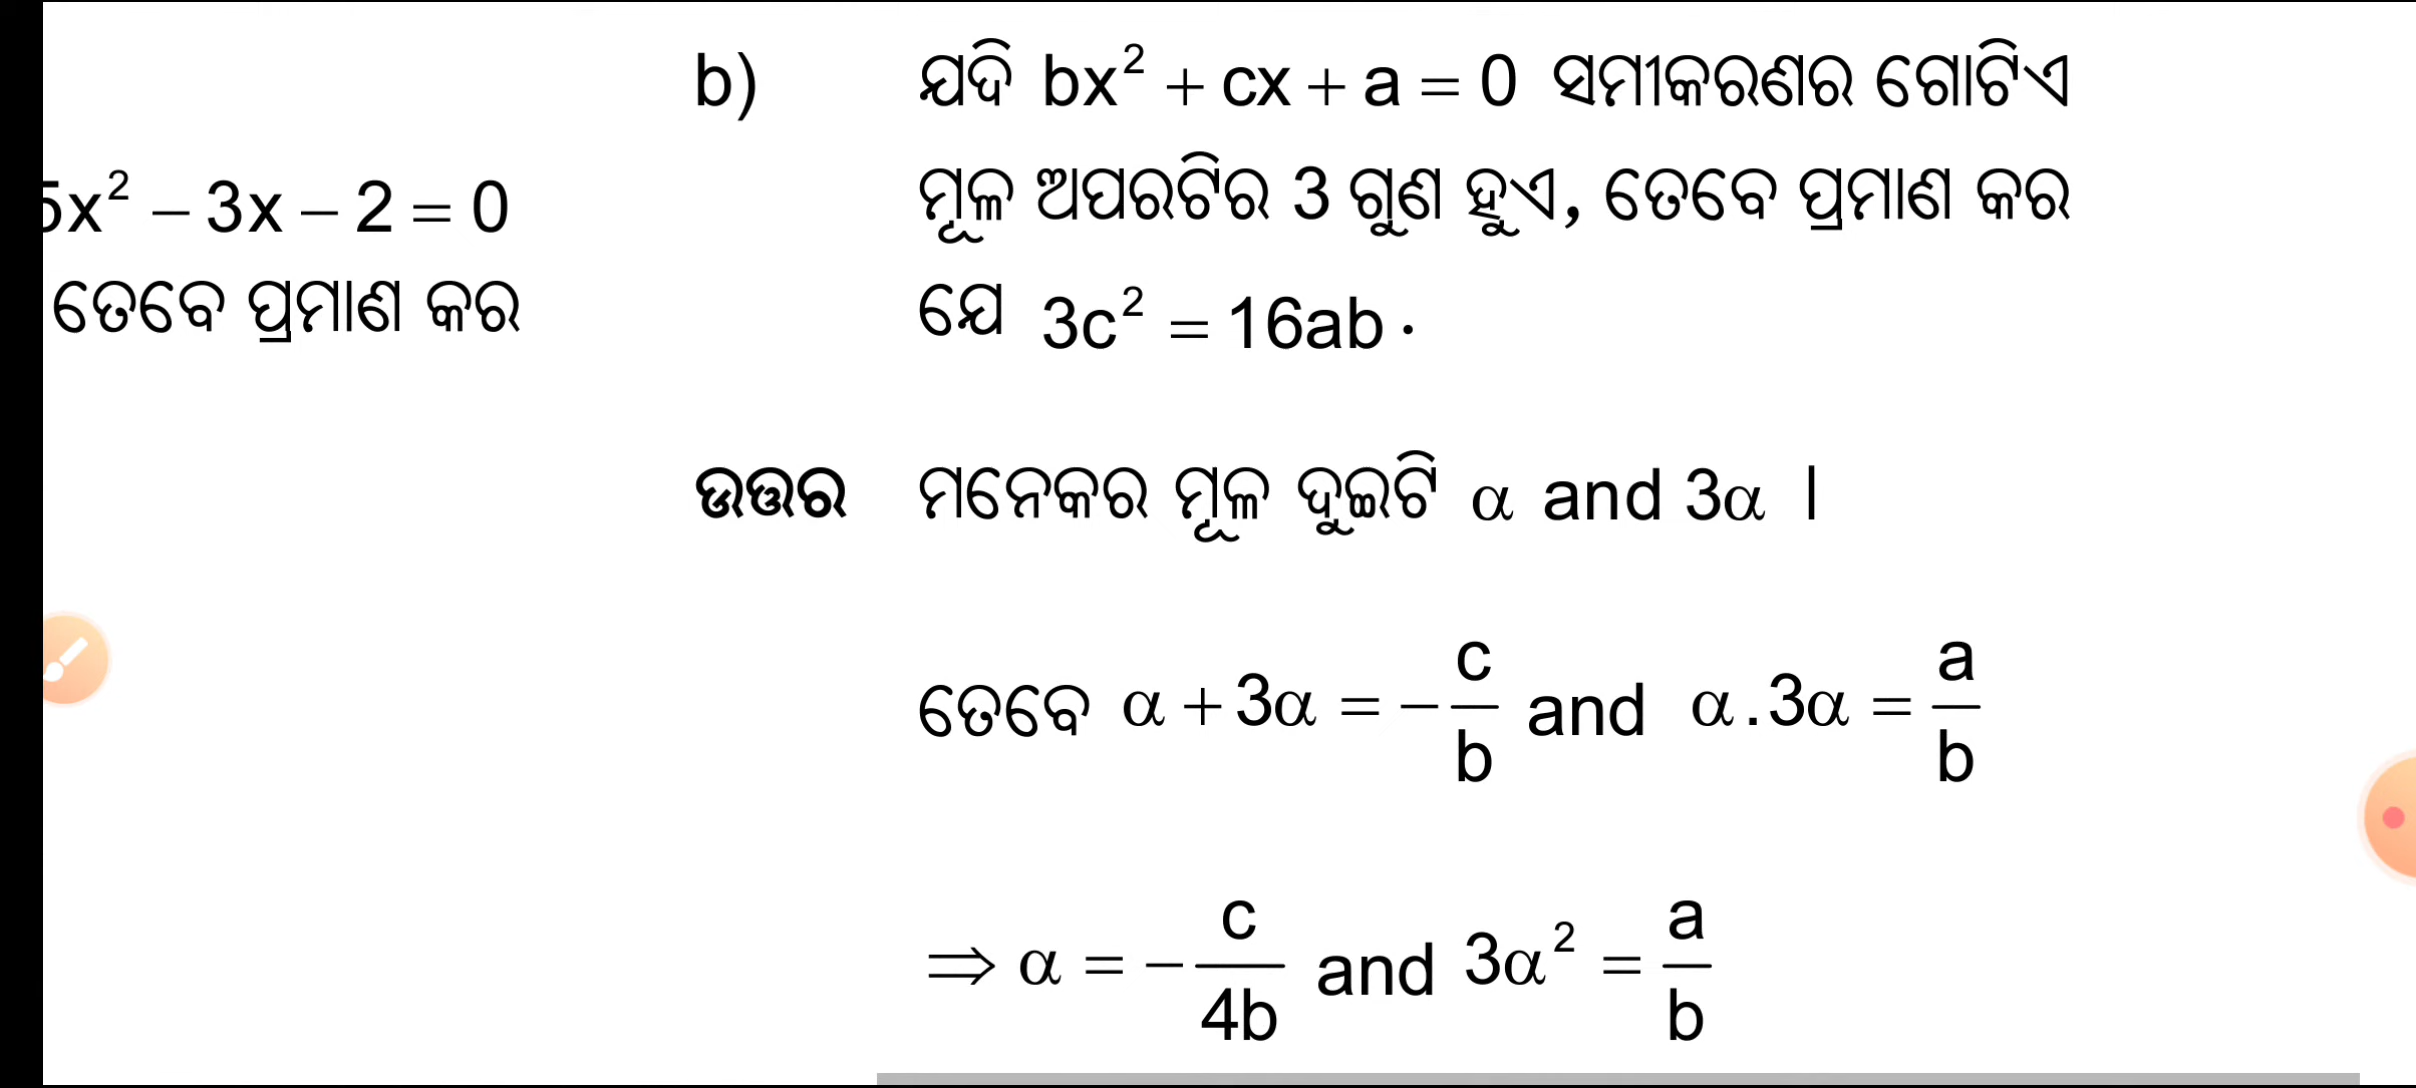 b) ଯଦି bx² + cx + a = 0 ସମୀକରଣର ଗୋଟିଏ
5x² − 3x − 2 = 0
ମୂଳ ଅପରଟିର 3 ଗୁଣ ହୁଏ, ତେବେ ପ୍ରମାଣ କର
ତେବେ ପ୍ରମାଣ କର
ଯେ 3c² = 16ab ·
ଉତ୍ତର ମନେକର ମୂଳ ଦୁଇଟି α and 3α ।
ତେବେ α + 3α = −c/b and α.3α = a/b
⇒ α = −c/4b and 3α² = a/b